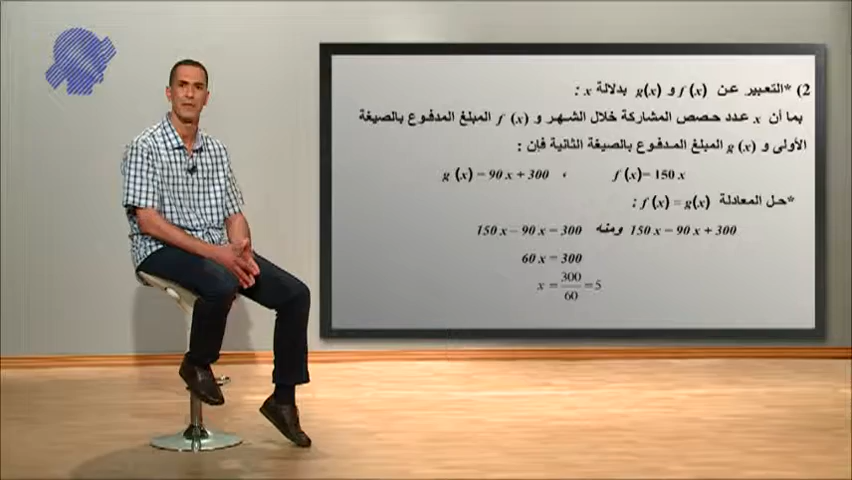 2) *التعبير عن f (x) و g(x) بدلالة x :
بما أن x عدد حصص المشاركة خلال الشهر و f (x) المبلغ المدفوع بالصيغة
الأولى و g (x) المبلغ المدفوع بالصيغة الثانية فإن :
f (x)= 150 x ، g (x) = 90 x + 300
*حل المعادلة f (x) = g(x) :
150 x = 90 x + 300 ومنه 150 x – 90 x = 300
60 x = 300
x = 300/60 = 5